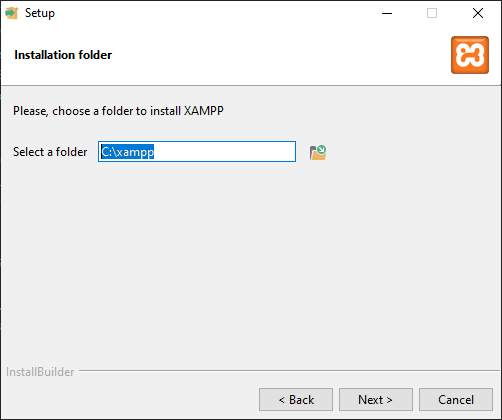 Setup
Installation folder
Please, choose a folder to install XAMPP
Select a folder C:\xampp
InstallBuilder
< Back Next > Cancel